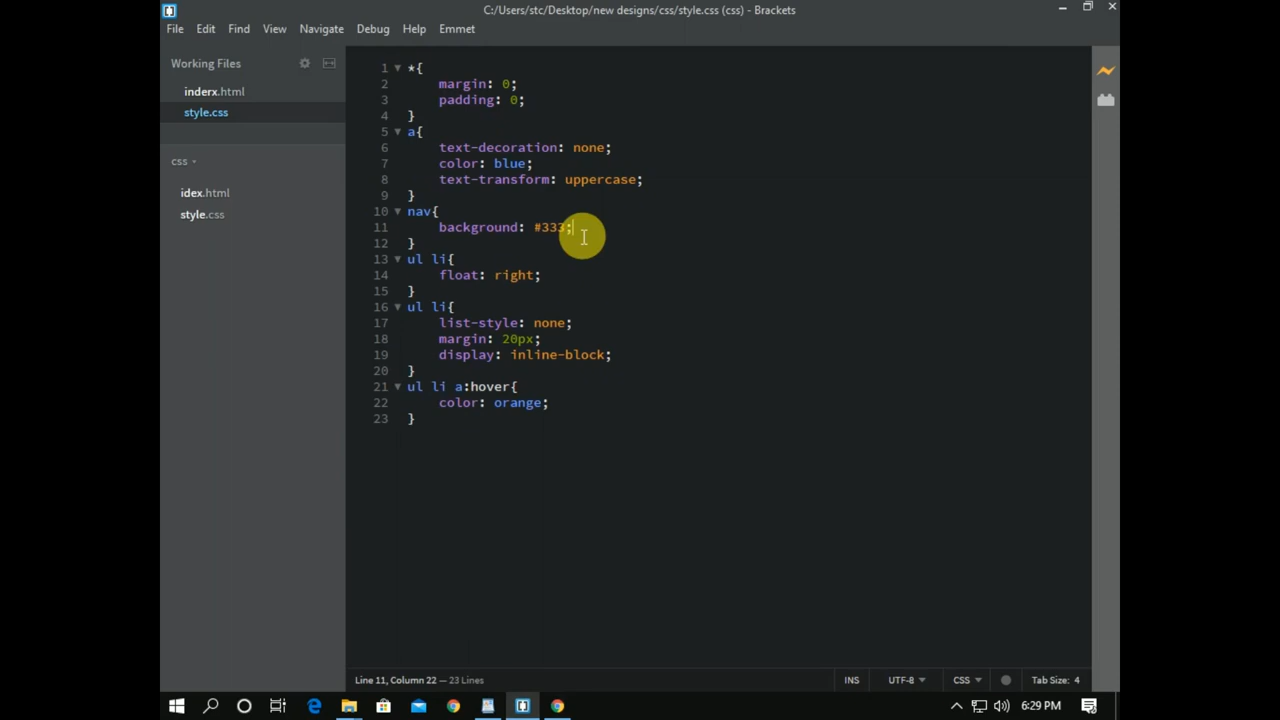 C:/Users/stc/Desktop/new designs/css/style.css (css) - Brackets
File Edit Find View Navigate Debug Help Emmet
Working Files
inderx.html
style.css
css
idex.html
style.css
1 *{
2 margin: 0;
3 padding: 0;
4 }
5 a{
6 text-decoration: none;
7 color: blue;
8 text-transform: uppercase;
9 }
10 nav{
11 background: #333;
12 }
13 ul li{
14 float: right;
15 }
16 ul li{
17 list-style: none;
18 margin: 20px;
19 display: inline-block;
20 }
21 ul li a:hover{
22 color: orange;
23 }
Line 11, Column 22 — 23 Lines
INS UTF-8 CSS Tab Size: 4
6:29 PM